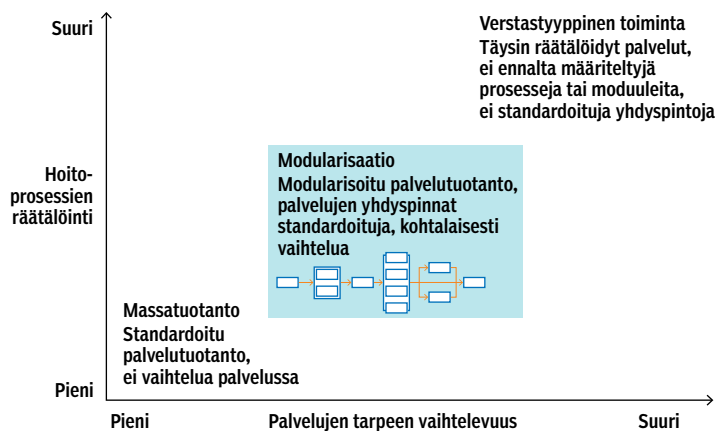 Suuri
Verstastyyppinen toiminta
Täysin räätälöidyt palvelut,
ei ennalta määriteltyjä
prosesseja tai moduuleita,
ei standardoituja yhdyspintoja
Hoito-
prosessien
räätälöinti
Modularisaatio
Modularisoitu palvelutuotanto,
palvelujen yhdyspinnat
standardoituja, kohtalaisesti
vaihtelua
Massatuotanto
Standardoitu
palvelutuotanto,
ei vaihtelua palvelussa
Pieni
Pieni
Palvelujen tarpeen vaihtelevuus
Suuri